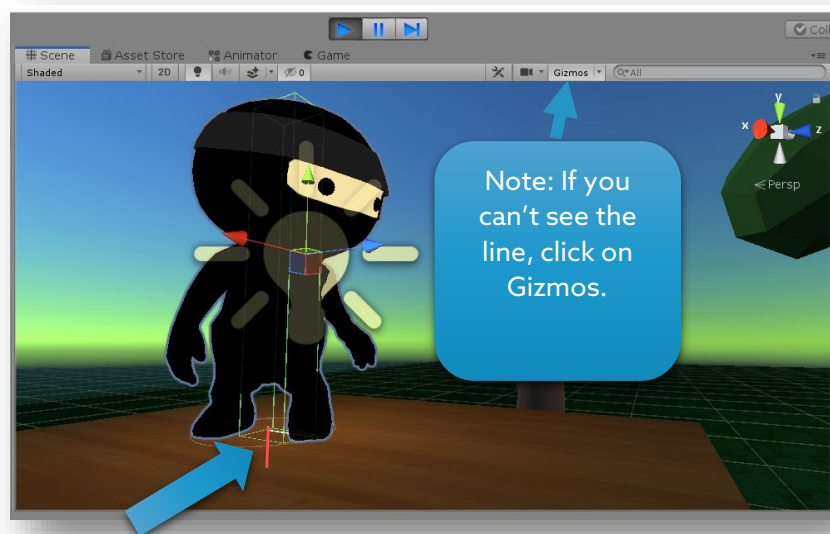 Coll
Scene Asset Store Animator Game
Shaded 2D 0 Gizmos All
y
x z
Persp
Note: If you
can't see the
line, click on
Gizmos.